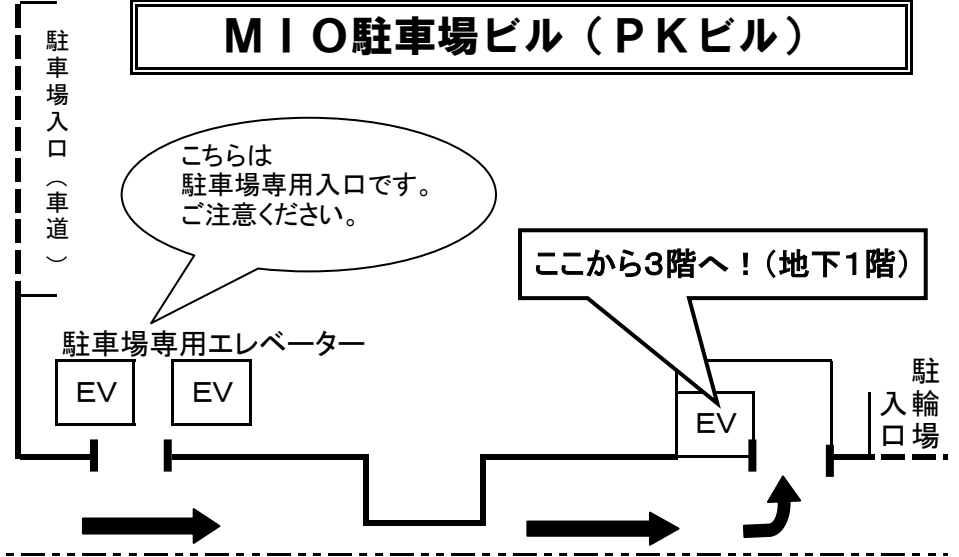 MIO駐車場ビル(PKビル)
駐車場入口(車道)
こちらは
駐車場専用入口です。
ご注意ください。
ここから3階へ!(地下1階)
駐車場専用エレベーター
EV
EV
EV
駐輪場
入口